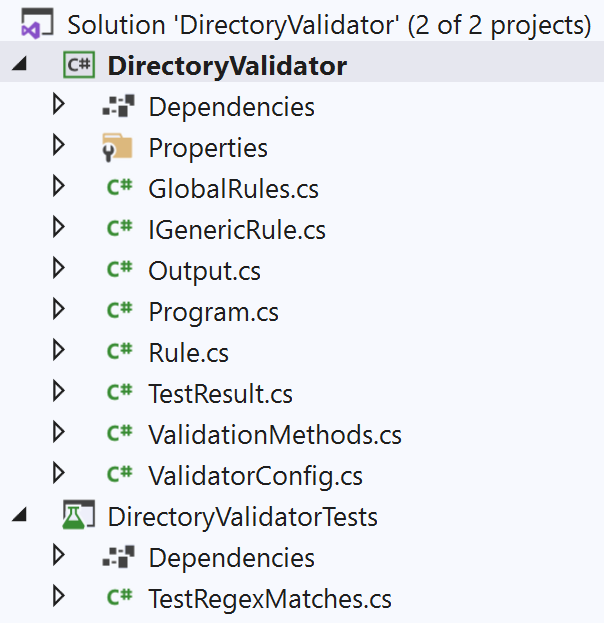 Solution 'DirectoryValidator' (2 of 2 projects)
C# DirectoryValidator
Dependencies
Properties
C# GlobalRules.cs
C# IGenericRule.cs
C# Output.cs
C# Program.cs
C# Rule.cs
C# TestResult.cs
C# ValidationMethods.cs
C# ValidatorConfig.cs
DirectoryValidatorTests
Dependencies
C# TestRegexMatches.cs